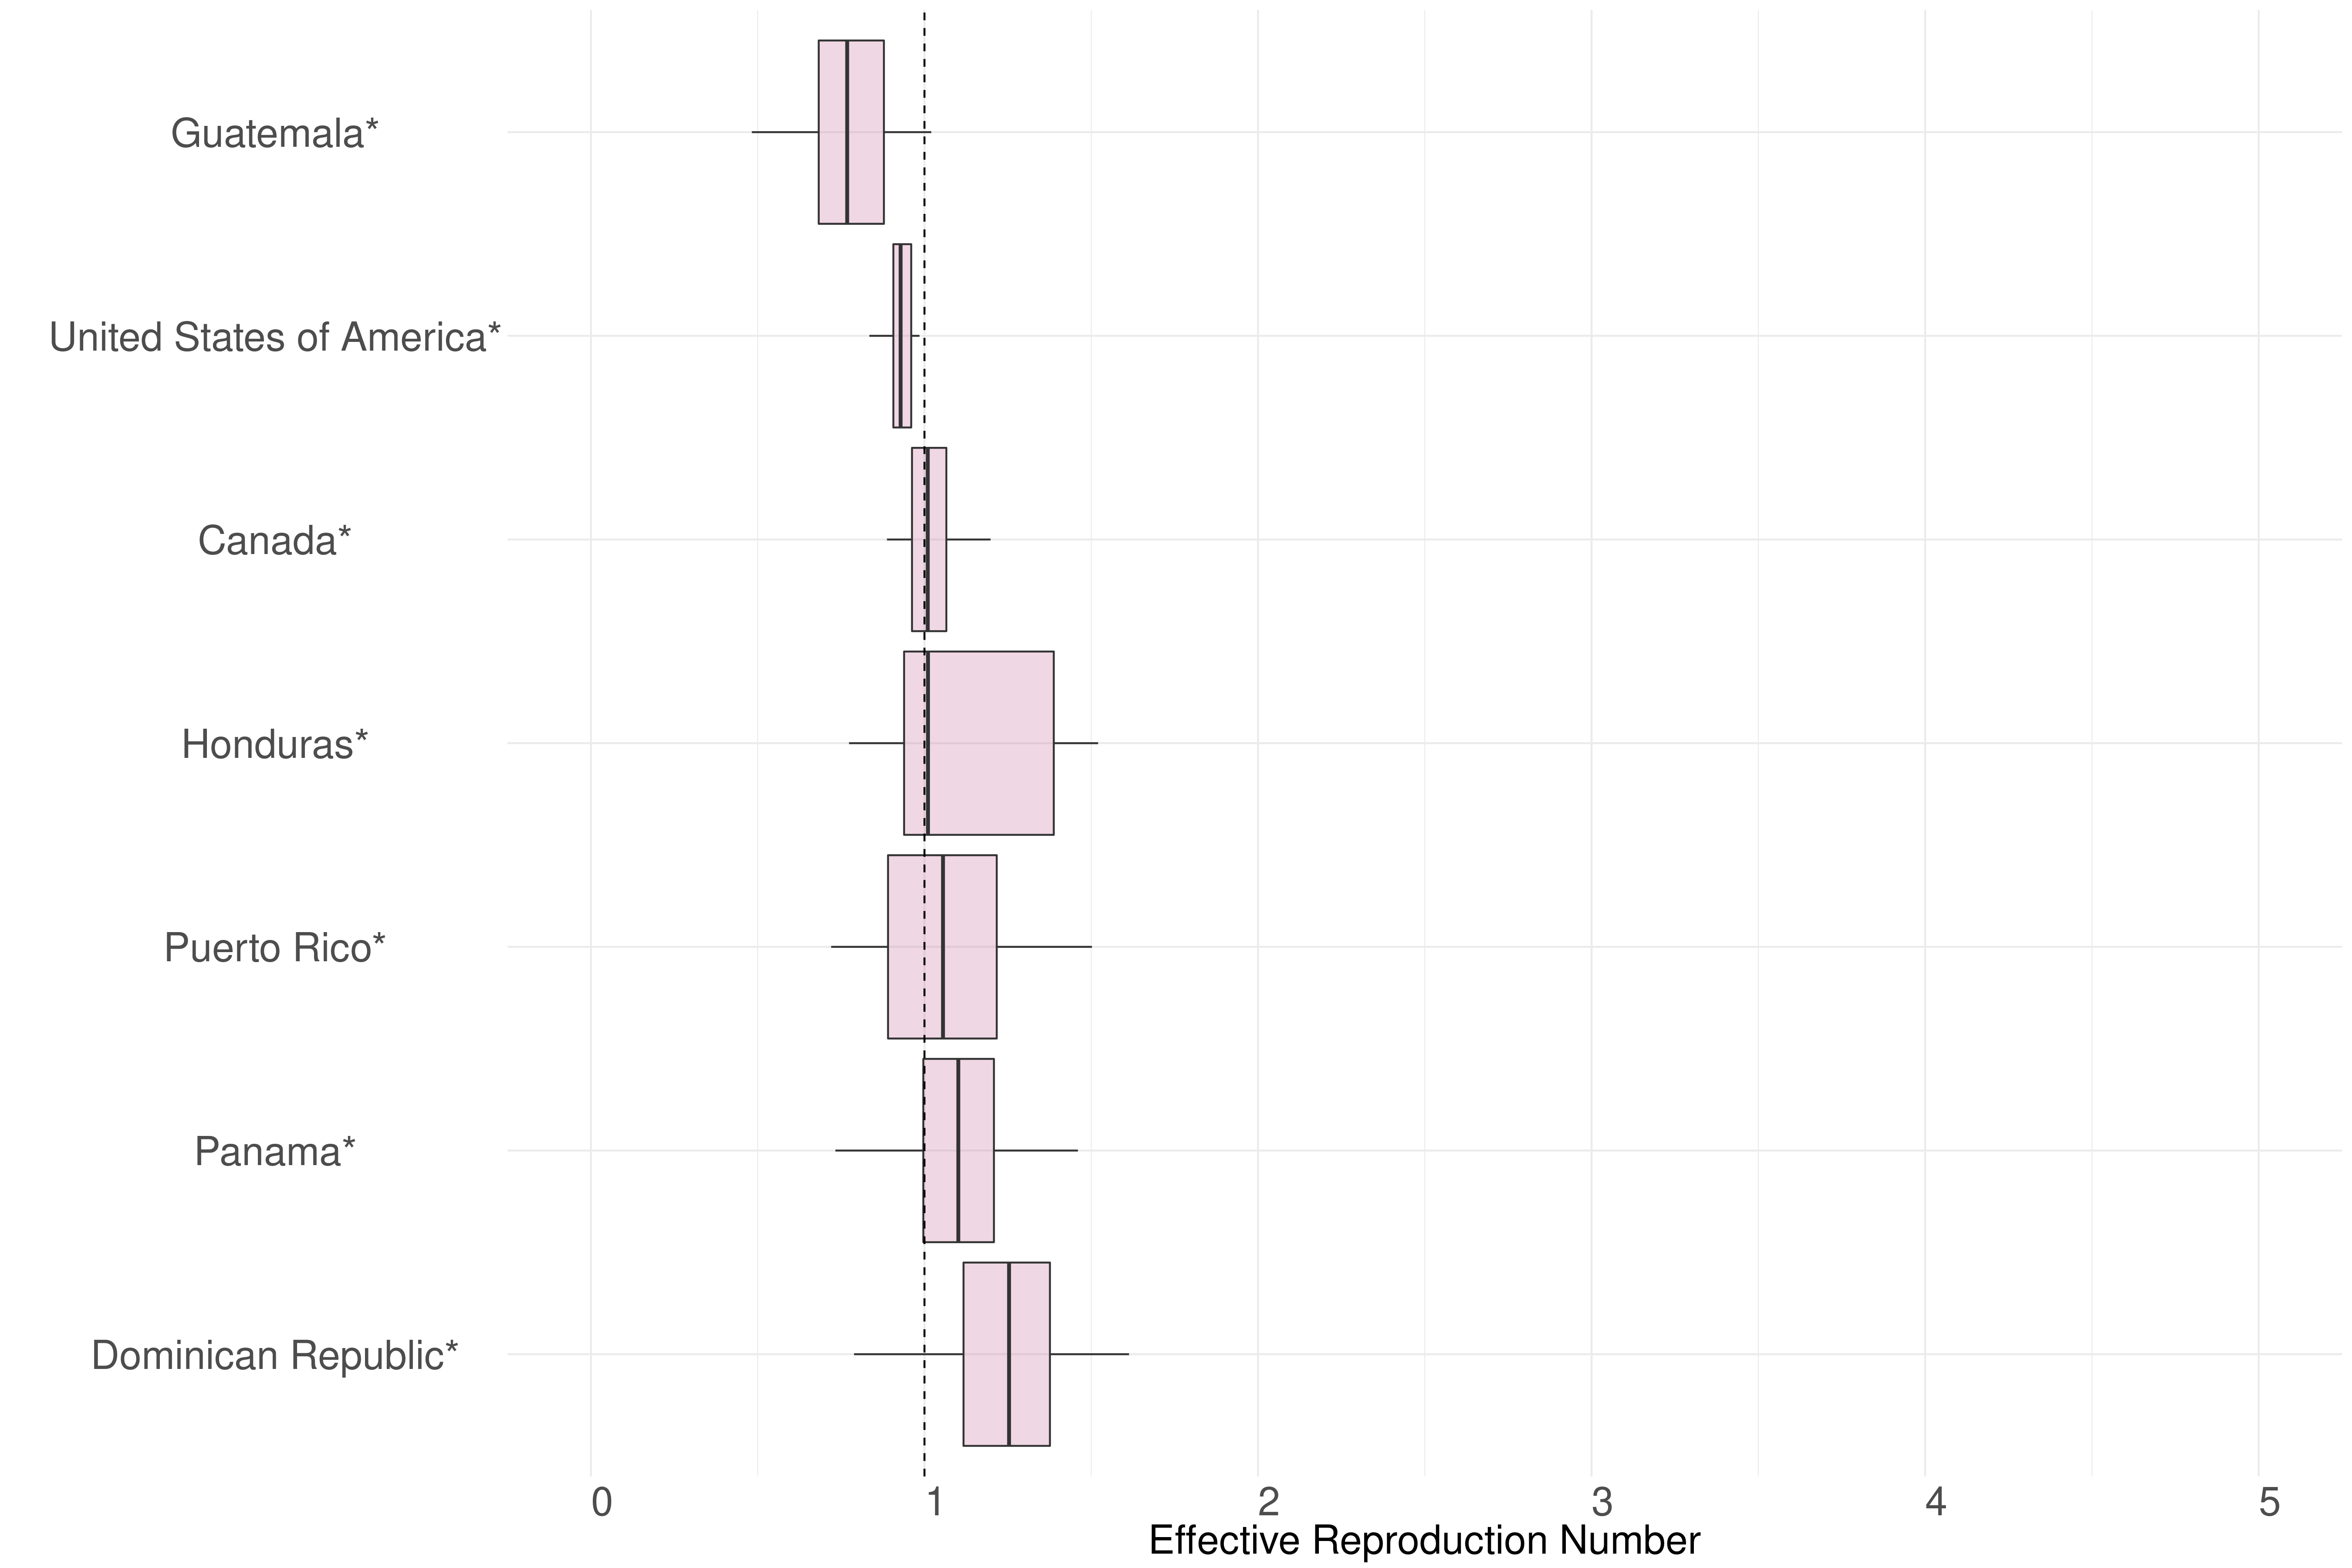 Guatemala*
United States of America*
Canada*
Honduras*
Puerto Rico*
Panama*
Dominican Republic*
0 1 2 3 4 5
Effective Reproduction Number